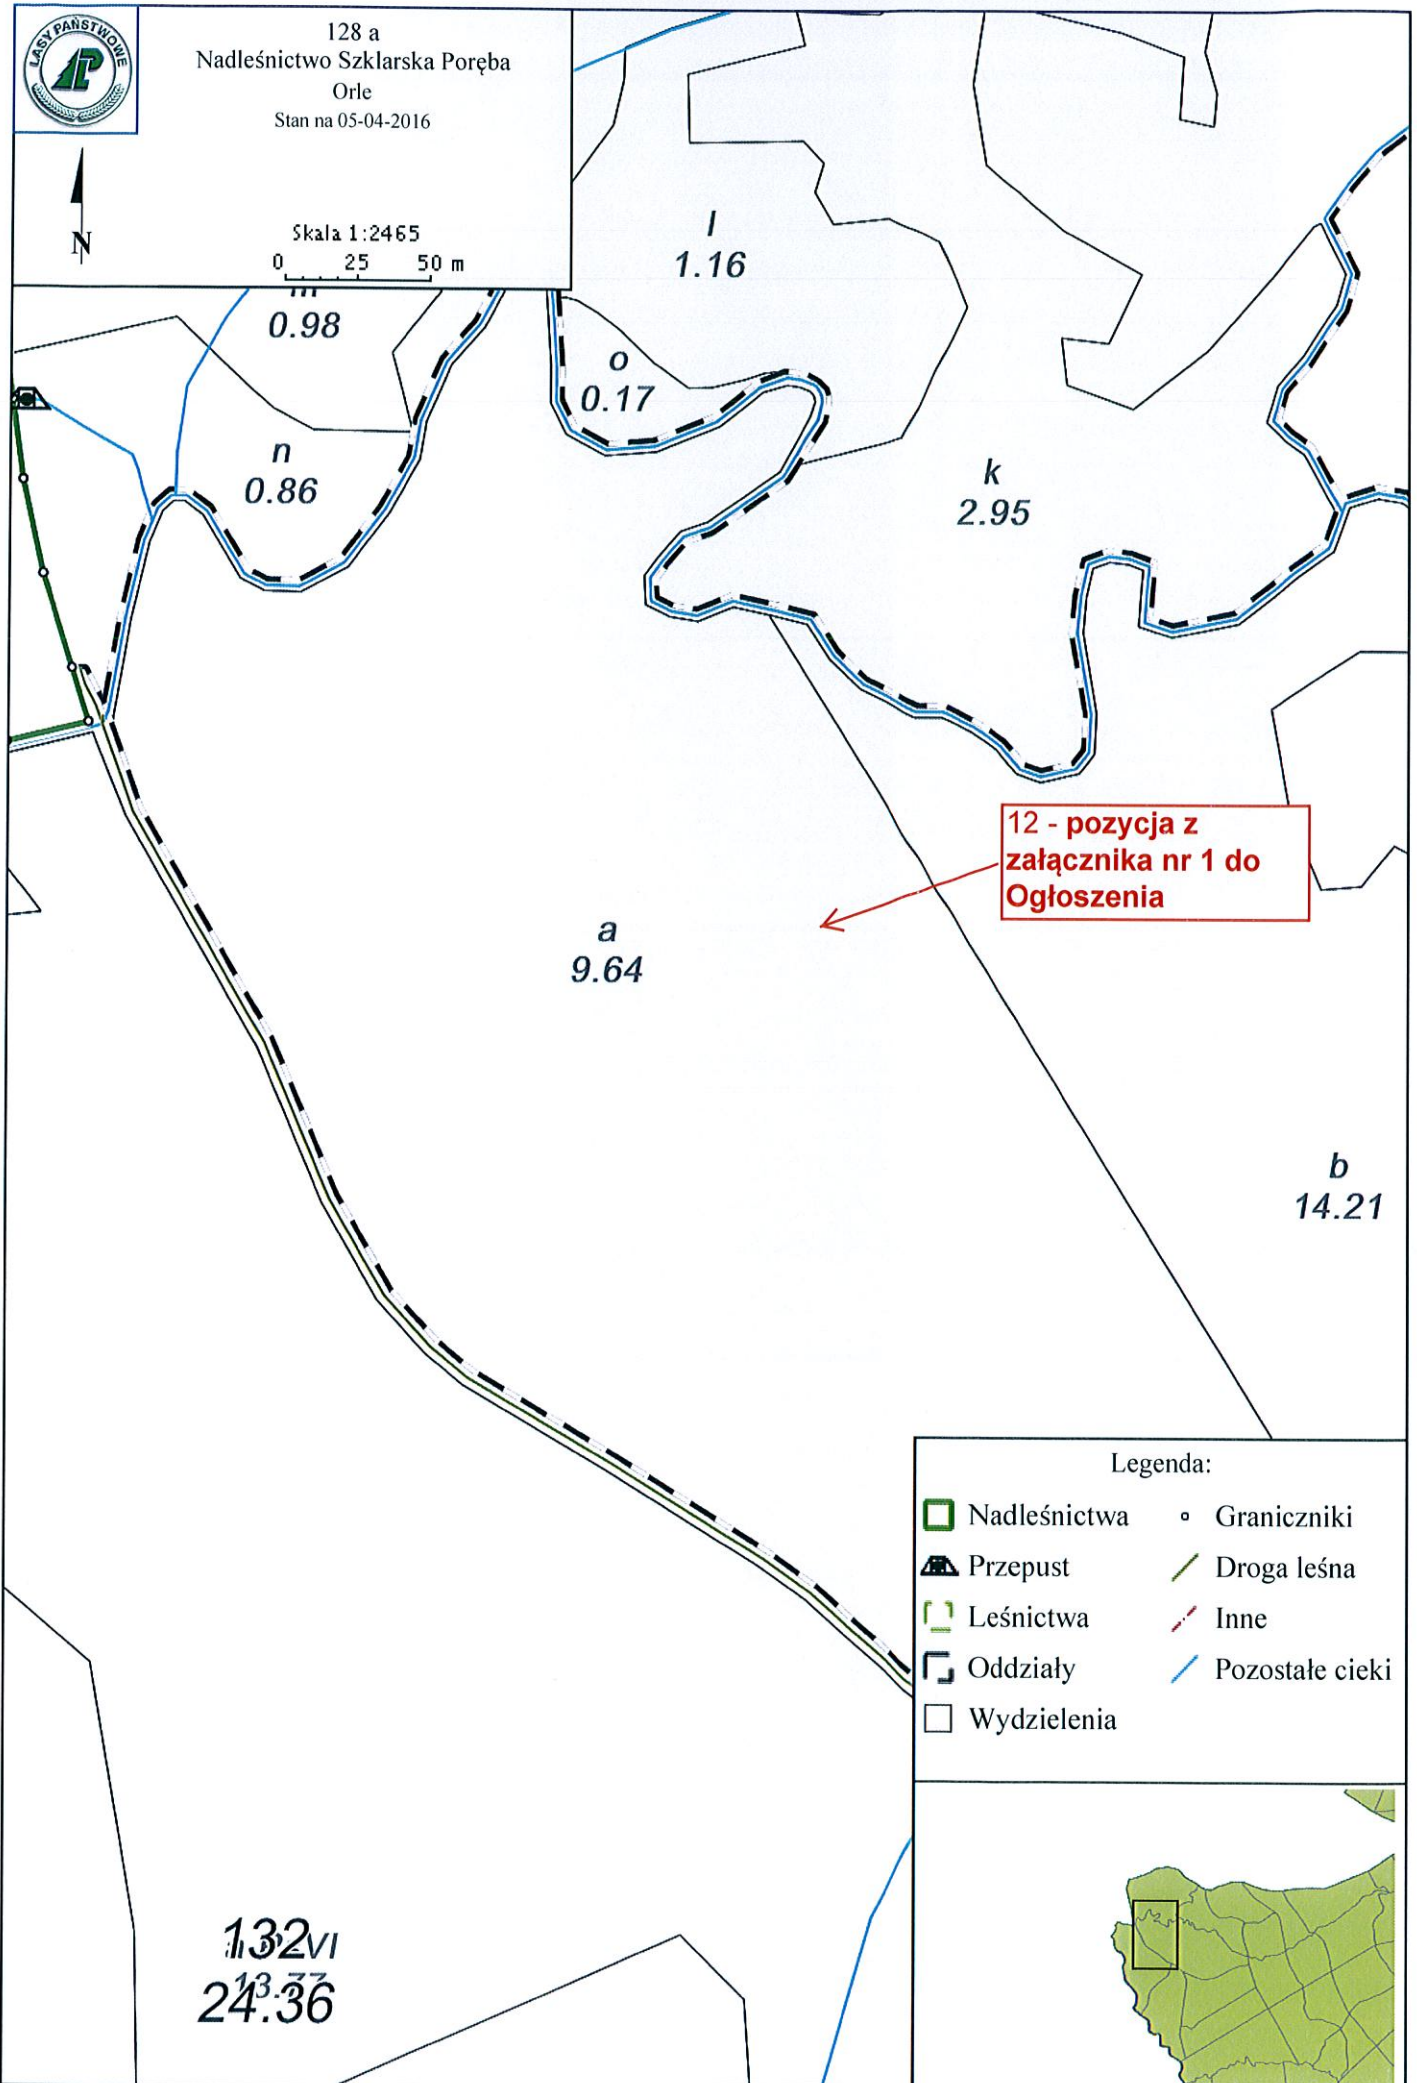 LASY PAŃSTWOWE
LP
128 a
Nadleśnictwo Szklarska Poręba
Orle
Stan na 05-04-2016
N
Skala 1:2465
0 25 50 m
l
1.16
0.98
o
0.17
n
0.86
k
2.95
12 - pozycja z
załącznika nr 1 do
Ogłoszenia
a
9.64
b
14.21
Legenda:
Nadleśnictwa
Graniczniki
Przepust
Droga leśna
Leśnictwa
Inne
Oddziały
Pozostałe cieki
Wydzielenia
132
24.36